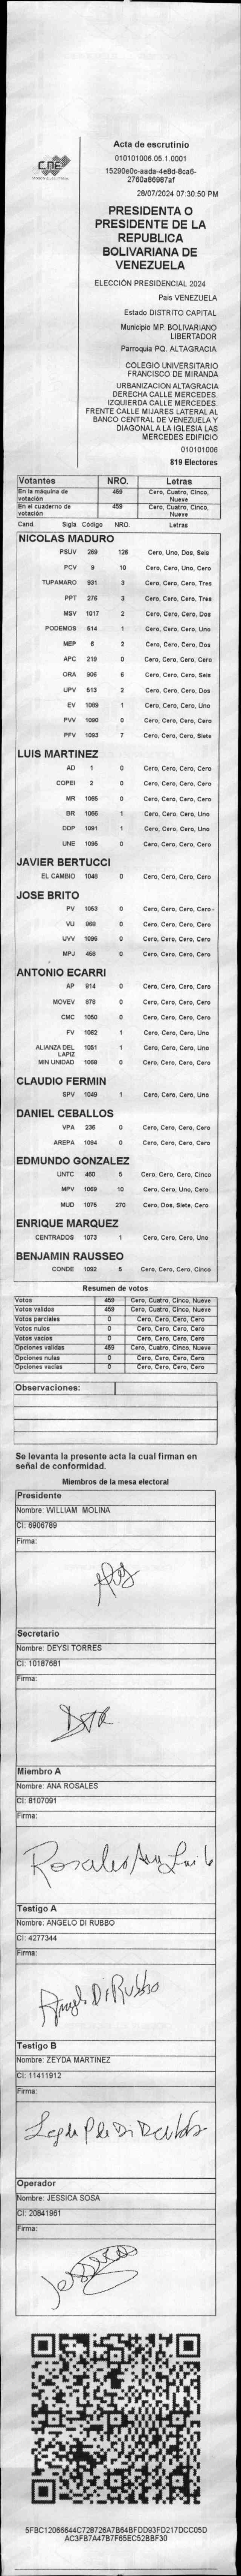 CNE
Acta de escrutinio
010101006.05.1.0001
15290e0c-aada-4e8d-8ca6-
2760a86987af
28/07/2024 07:30:50 PM
PRESIDENTA O
PRESIDENTE DE LA
REPUBLICA
BOLIVARIANA DE
VENEZUELA
ELECCIÓN PRESIDENCIAL 2024
País VENEZUELA
Estado DISTRITO CAPITAL
Municipio MP. BOLIVARIANO
LIBERTADOR
Parroquia PQ. ALTAGRACIA
COLEGIO UNIVERSITARIO
FRANCISCO DE MIRANDA
URBANIZACION ALTAGRACIA
DERECHA CALLE MERCEDES.
IZQUIERDA CALLE MERCEDES.
FRENTE CALLE MIJARES LATERAL AL
BANCO CENTRAL DE VENEZUELA Y
DIAGONAL A LA IGLESIA LAS
MERCEDES EDIFICIO
010101006
819 Electores
Votantes NRO. Letras
En la máquina de votación 459 Cero, Cuatro, Cinco, Nueve
En el cuaderno de votación 459 Cero, Cuatro, Cinco, Nueve
Cand. Sigla Código NRO. Letras
NICOLAS MADURO
PSUV 269 126 Cero, Uno, Dos, Seis
PCV 9 10 Cero, Cero, Uno, Cero
TUPAMARO 931 3 Cero, Cero, Cero, Tres
PPT 276 3 Cero, Cero, Cero, Tres
MSV 1017 2 Cero, Cero, Cero, Dos
PODEMOS 514 1 Cero, Cero, Cero, Uno
MEP 6 2 Cero, Cero, Cero, Dos
APC 219 0 Cero, Cero, Cero, Cero
ORA 906 6 Cero, Cero, Cero, Seis
UPV 513 2 Cero, Cero, Cero, Dos
EV 1089 1 Cero, Cero, Cero, Uno
PVV 1090 0 Cero, Cero, Cero, Cero
PFV 1093 7 Cero, Cero, Cero, Siete
LUIS MARTINEZ
AD 1 0 Cero, Cero, Cero, Cero
COPEI 2 0 Cero, Cero, Cero, Cero
MR 1065 0 Cero, Cero, Cero, Cero
BR 1066 1 Cero, Cero, Cero, Uno
DDP 1091 1 Cero, Cero, Cero, Uno
UNE 1095 0 Cero, Cero, Cero, Cero
JAVIER BERTUCCI
EL CAMBIO 1048 0 Cero, Cero, Cero, Cero
JOSE BRITO
PV 1053 0 Cero, Cero, Cero, Cero
VU 868 0 Cero, Cero, Cero, Cero
UVV 1096 0 Cero, Cero, Cero, Cero
MPJ 458 0 Cero, Cero, Cero, Cero
ANTONIO ECARRI
AP 914 0 Cero, Cero, Cero, Cero
MOVEV 978 0 Cero, Cero, Cero, Cero
CMC 1050 0 Cero, Cero, Cero, Cero
FV 1062 1 Cero, Cero, Cero, Uno
ALIANZA DEL LAPIZ 1051 1 Cero, Cero, Cero, Uno
MIN UNIDAD 1068 0 Cero, Cero, Cero, Cero
CLAUDIO FERMIN
SPV 1049 1 Cero, Cero, Cero, Uno
DANIEL CEBALLOS
VPA 236 0 Cero, Cero, Cero, Cero
AREPA 1094 0 Cero, Cero, Cero, Cero
EDMUNDO GONZALEZ
UNTC 460 5 Cero, Cero, Cero, Cinco
MPV 1069 10 Cero, Cero, Uno, Cero
MUD 1075 270 Cero, Dos, Siete, Cero
ENRIQUE MARQUEZ
CENTRADOS 1073 1 Cero, Cero, Cero, Uno
BENJAMIN RAUSSEO
CONDE 1092 5 Cero, Cero, Cero, Cinco
Resumen de votos
Votos 459 Cero, Cuatro, Cinco, Nueve
Votos validos 459 Cero, Cuatro, Cinco, Nueve
Votos parciales 0 Cero, Cero, Cero, Cero
Votos nulos 0 Cero, Cero, Cero, Cero
Votos vacios 0 Cero, Cero, Cero, Cero
Opciones validas 459 Cero, Cuatro, Cinco, Nueve
Opciones nulas 0 Cero, Cero, Cero, Cero
Opciones vacías 0 Cero, Cero, Cero, Cero
Observaciones:
Se levanta la presente acta la cual firman en
señal de conformidad.
Miembros de la mesa electoral
Presidente
Nombre: WILLIAM MOLINA
CI: 6906789
Firma:
Secretario
Nombre: DEYSI TORRES
CI: 10187681
Firma:
Miembro A
Nombre: ANA ROSALES
CI: 8107091
Firma:
Rosales Ana Luisa
Testigo A
Nombre: ANGELO DI RUBBO
CI: 4277344
Firma:
Angelo Di Rubbo
Testigo B
Nombre: ZEYDA MARTINEZ
CI: 11411912
Firma:
Operador
Nombre: JESSICA SOSA
CI: 20841961
Firma:
Jessica
5FBC12066644C728726A7B64BFDD93FD217DCC05D
AC3FB7A47B7F65EC52BBF30